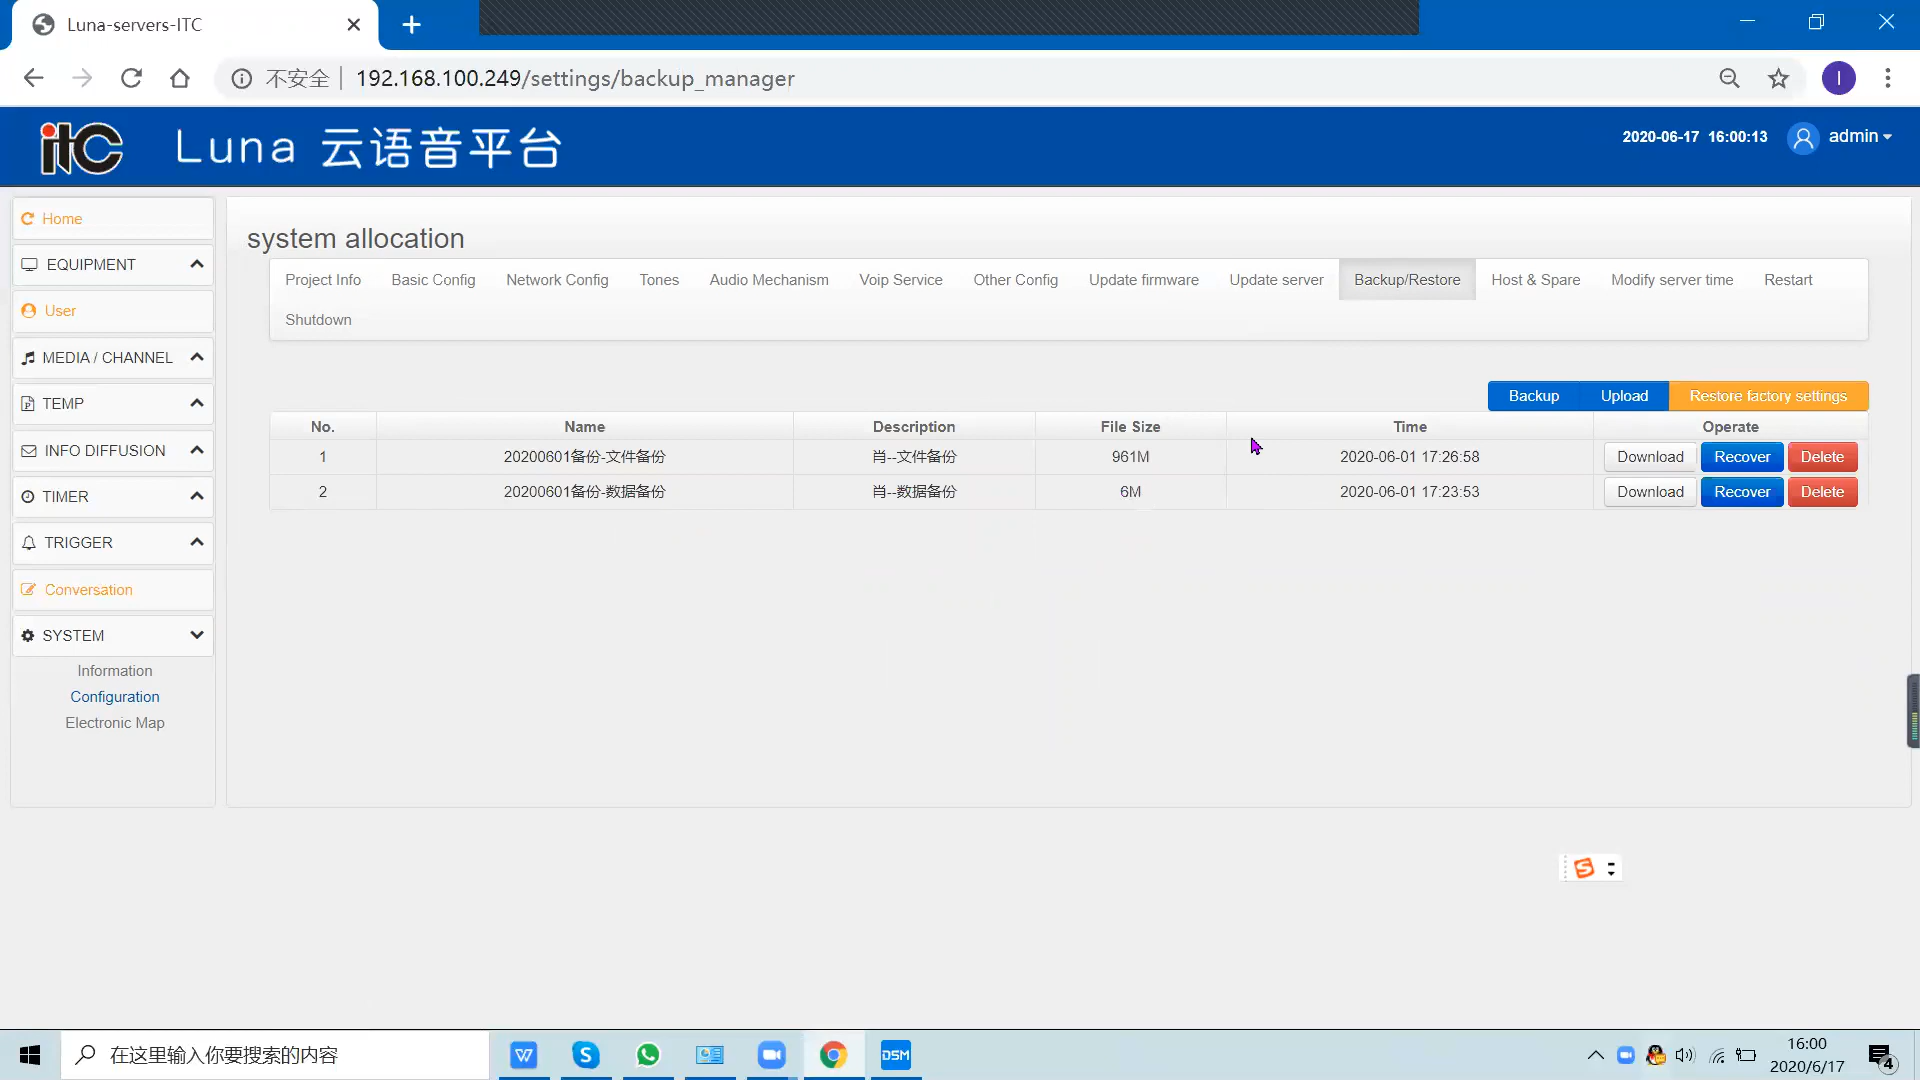 Luna-servers-ITC
不安全 192.168.100.249/settings/backup_manager
I
itC Luna 云语音平台
2020-06-17 16:00:13 admin
Home
EQUIPMENT
User
MEDIA / CHANNEL
TEMP
INFO DIFFUSION
TIMER
TRIGGER
Conversation
SYSTEM
Information
Configuration
Electronic Map
system allocation
Project Info Basic Config Network Config Tones Audio Mechanism Voip Service Other Config Update firmware Update server Backup/Restore Host & Spare Modify server time Restart
Shutdown
Backup Upload Restore factory settings
No. Name Description File Size Time Operate
1 20200601备份-文件备份 肖--文件备份 961M 2020-06-01 17:26:58 Download Recover Delete
2 20200601备份-数据备份 肖--数据备份 6M 2020-06-01 17:23:53 Download Recover Delete
S
在这里输入你要搜索的内容
W S DSM
16:00
2020/6/17
4